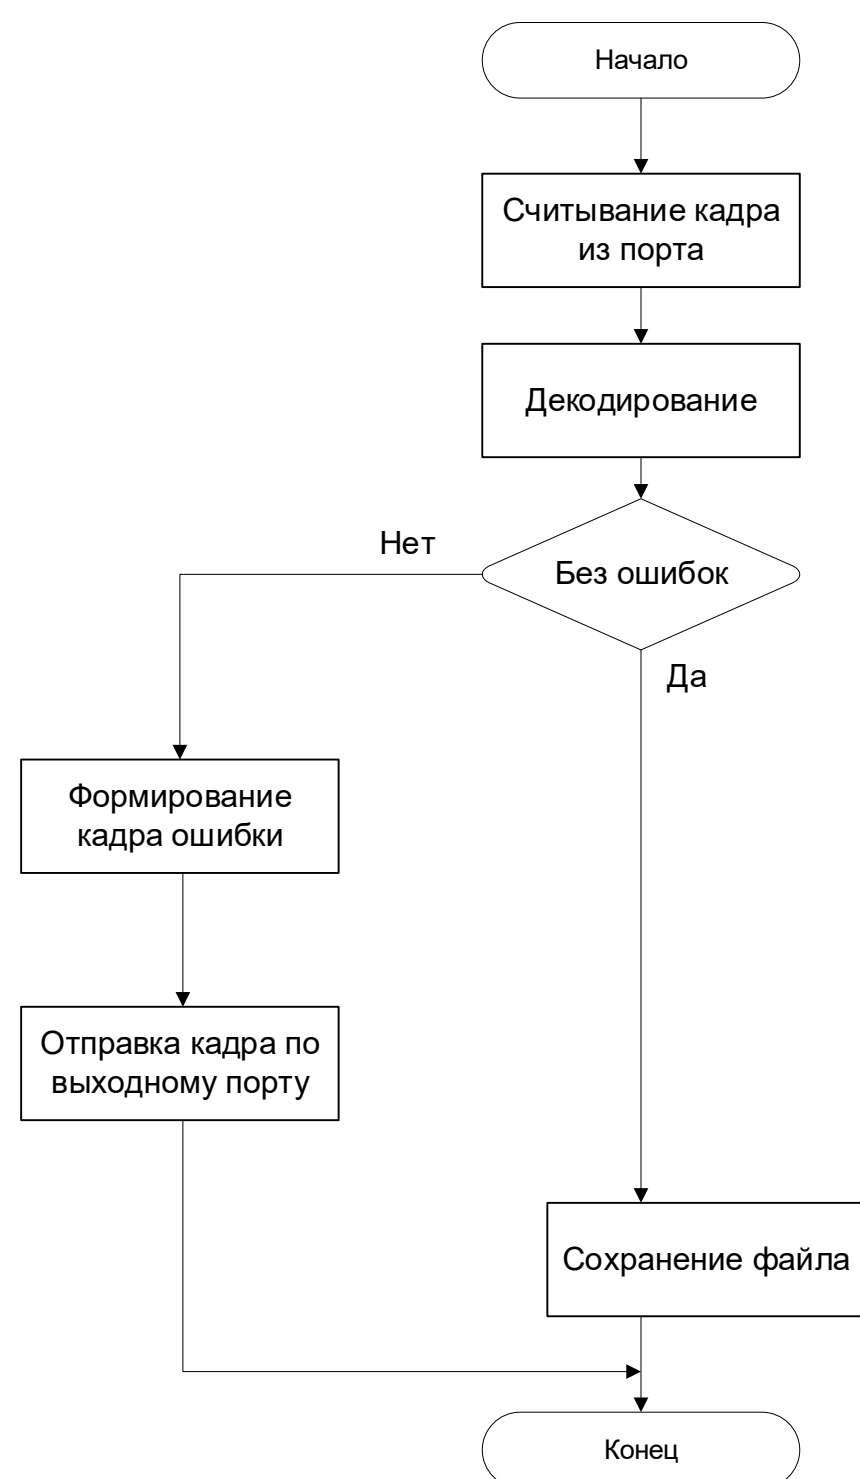 Начало
Считывание кадра
из порта
Декодирование
Без ошибок
Нет
Да
Формирование
кадра ошибки
Отправка кадра по
выходному порту
Сохранение файла
Конец